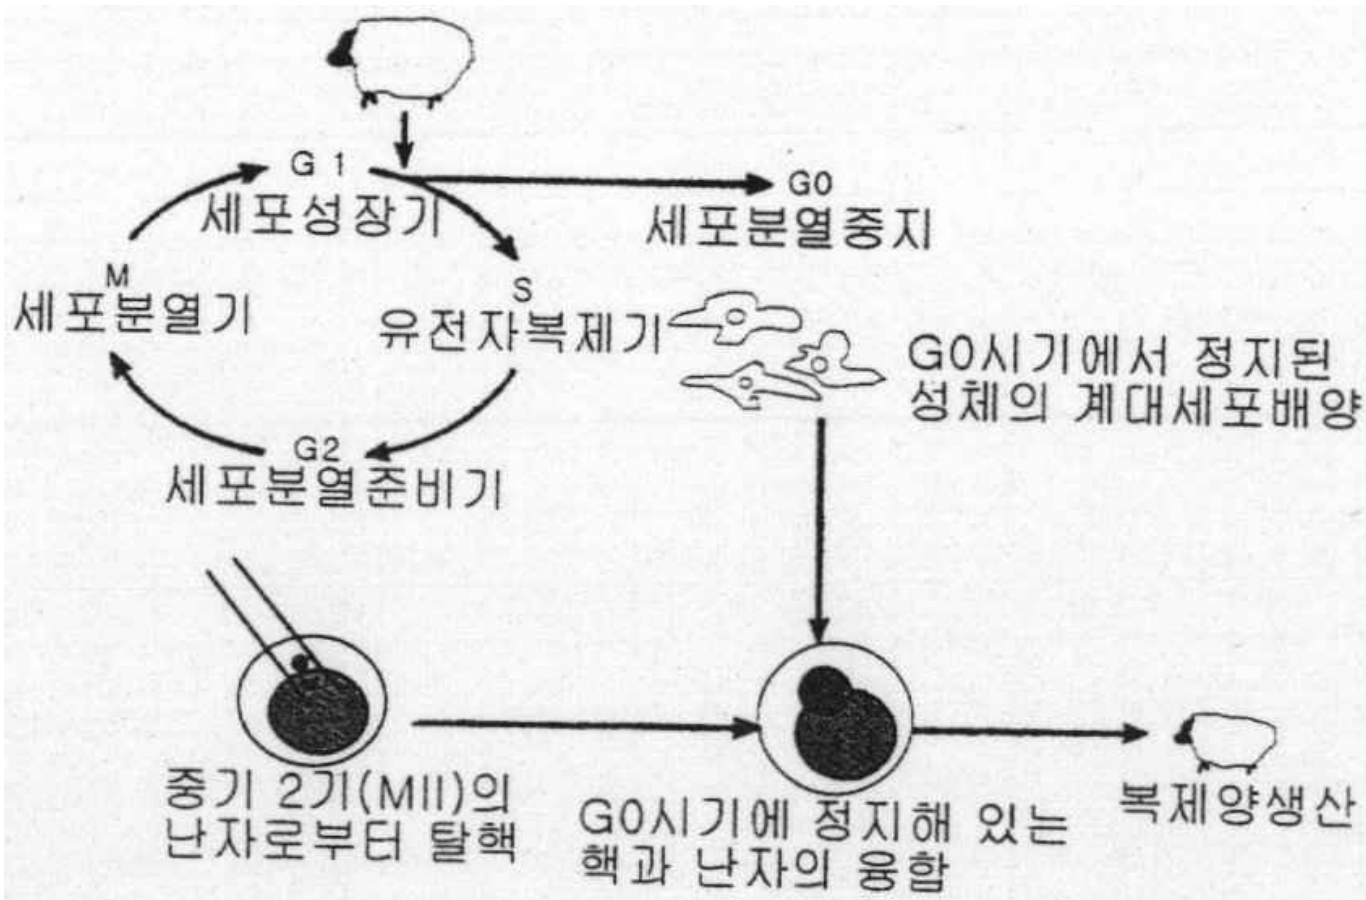 G 1
세포성장기
G0
세포분열중지
M
세포분열기
S
유전자복제기
G0시기에서 정지된
성체의 계대세포배양
G2
세포분열준비기
중기 2기(MII)의
난자로부터 탈핵
G0시기에 정지해 있는
핵과 난자의 융합
복제양생산